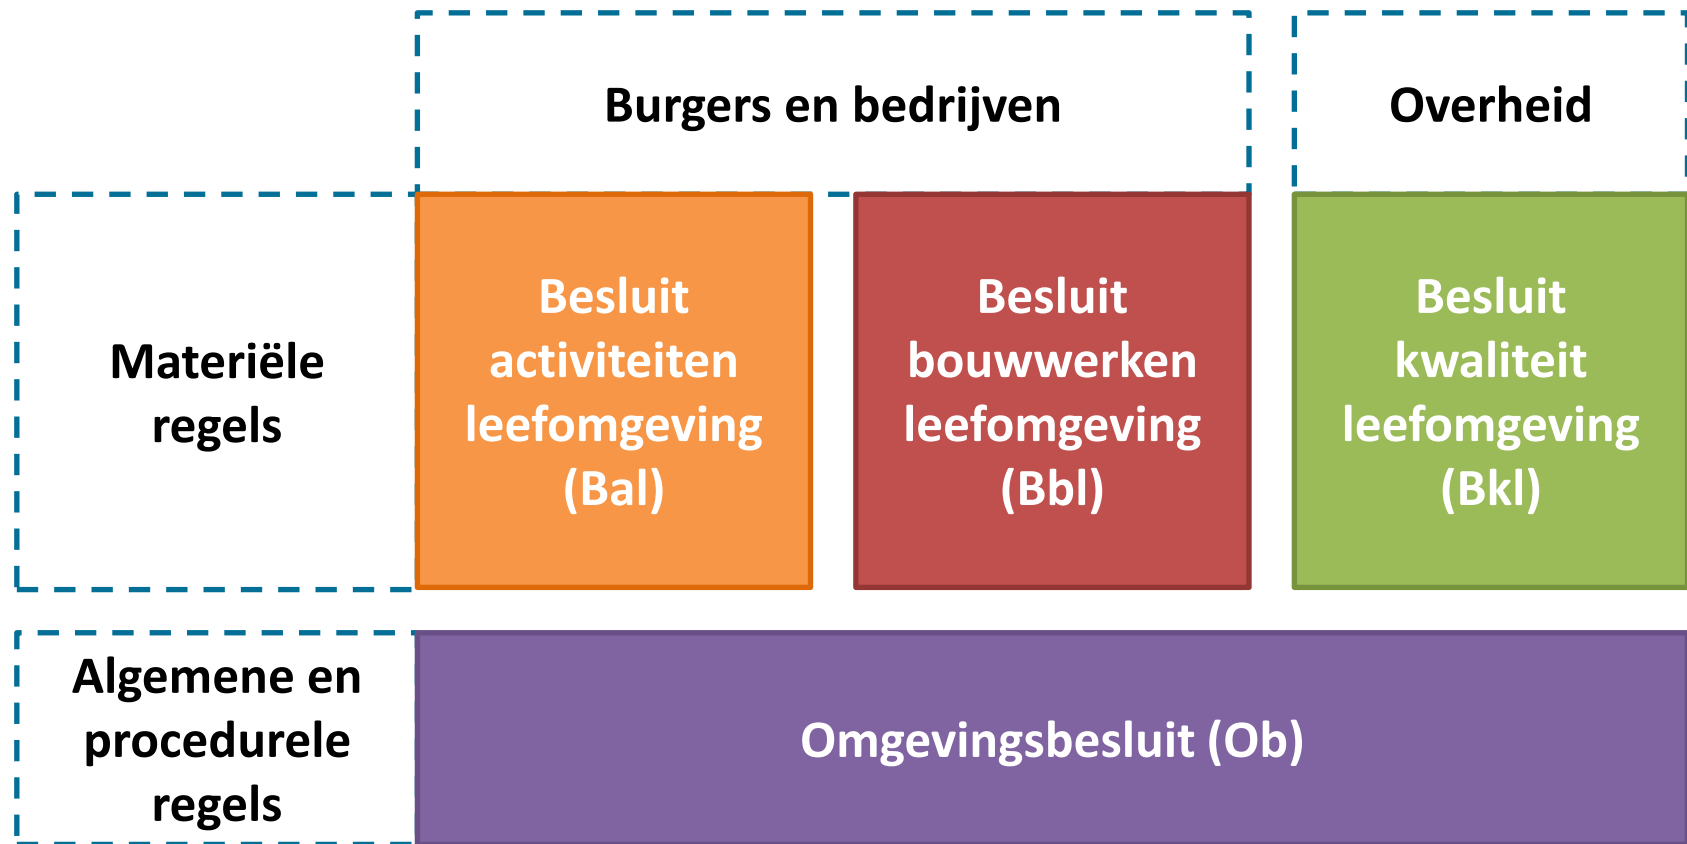 Burgers en bedrijven
Overheid
Materiële
regels
Besluit
activiteiten
leefomgeving
(Bal)
Besluit
bouwwerken
leefomgeving
(Bbl)
Besluit
kwaliteit
leefomgeving
(Bkl)
Algemene en
procedurele
regels
Omgevingsbesluit (Ob)